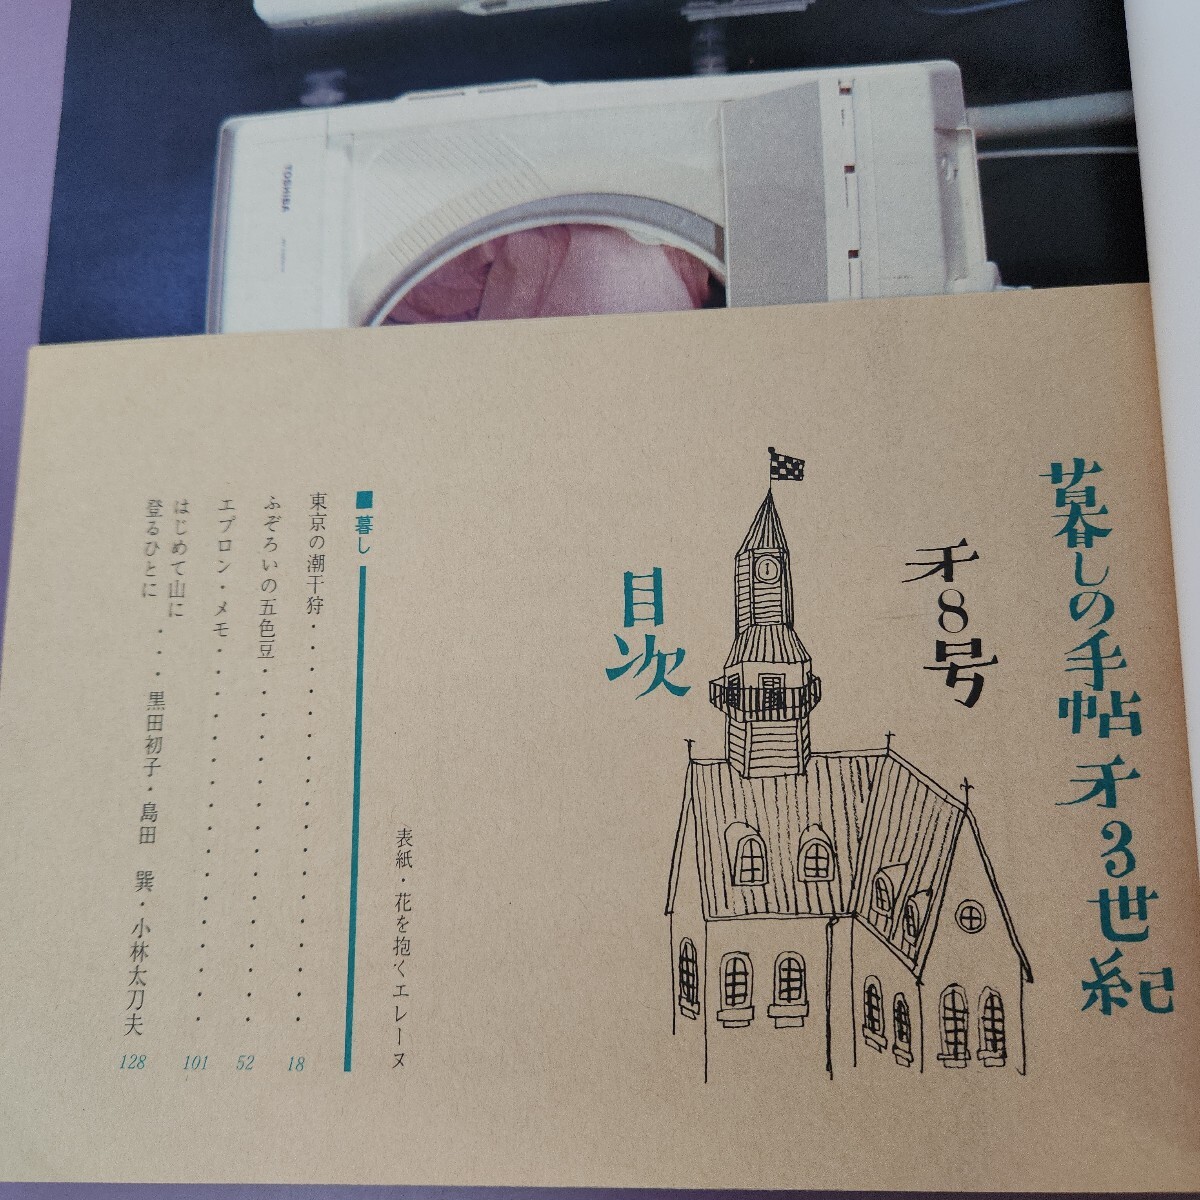 TOSHIBA
暮しの手帖 㐧3世紀
㐧8号
目次
表紙・花を抱くエレーヌ
■暮し
東京の潮干狩・・・・・・・・・・・・・・・・ 18
ふぞろいの五色豆・・・・・・・・・・・・・・ 52
エプロン・メモ・・・・・・・・・・・・・・・ 101
はじめて山に
登るひとに ・・・黒田初子・島田 巽・小林太刀夫 128